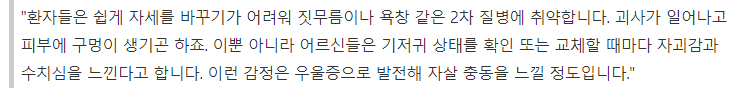 "환자들은 쉽게 자세를 바꾸기가 어려워 짓무름이나 욕창 같은 2차 질병에 취약합니다. 괴사가 일어나고
피부에 구멍이 생기곤 하죠. 이뿐 아니라 어르신들은 기저귀 상태를 확인 또는 교체할 때마다 자괴감과
수치심을 느낀다고 합니다. 이런 감정은 우울증으로 발전해 자살 충동을 느낄 정도입니다."